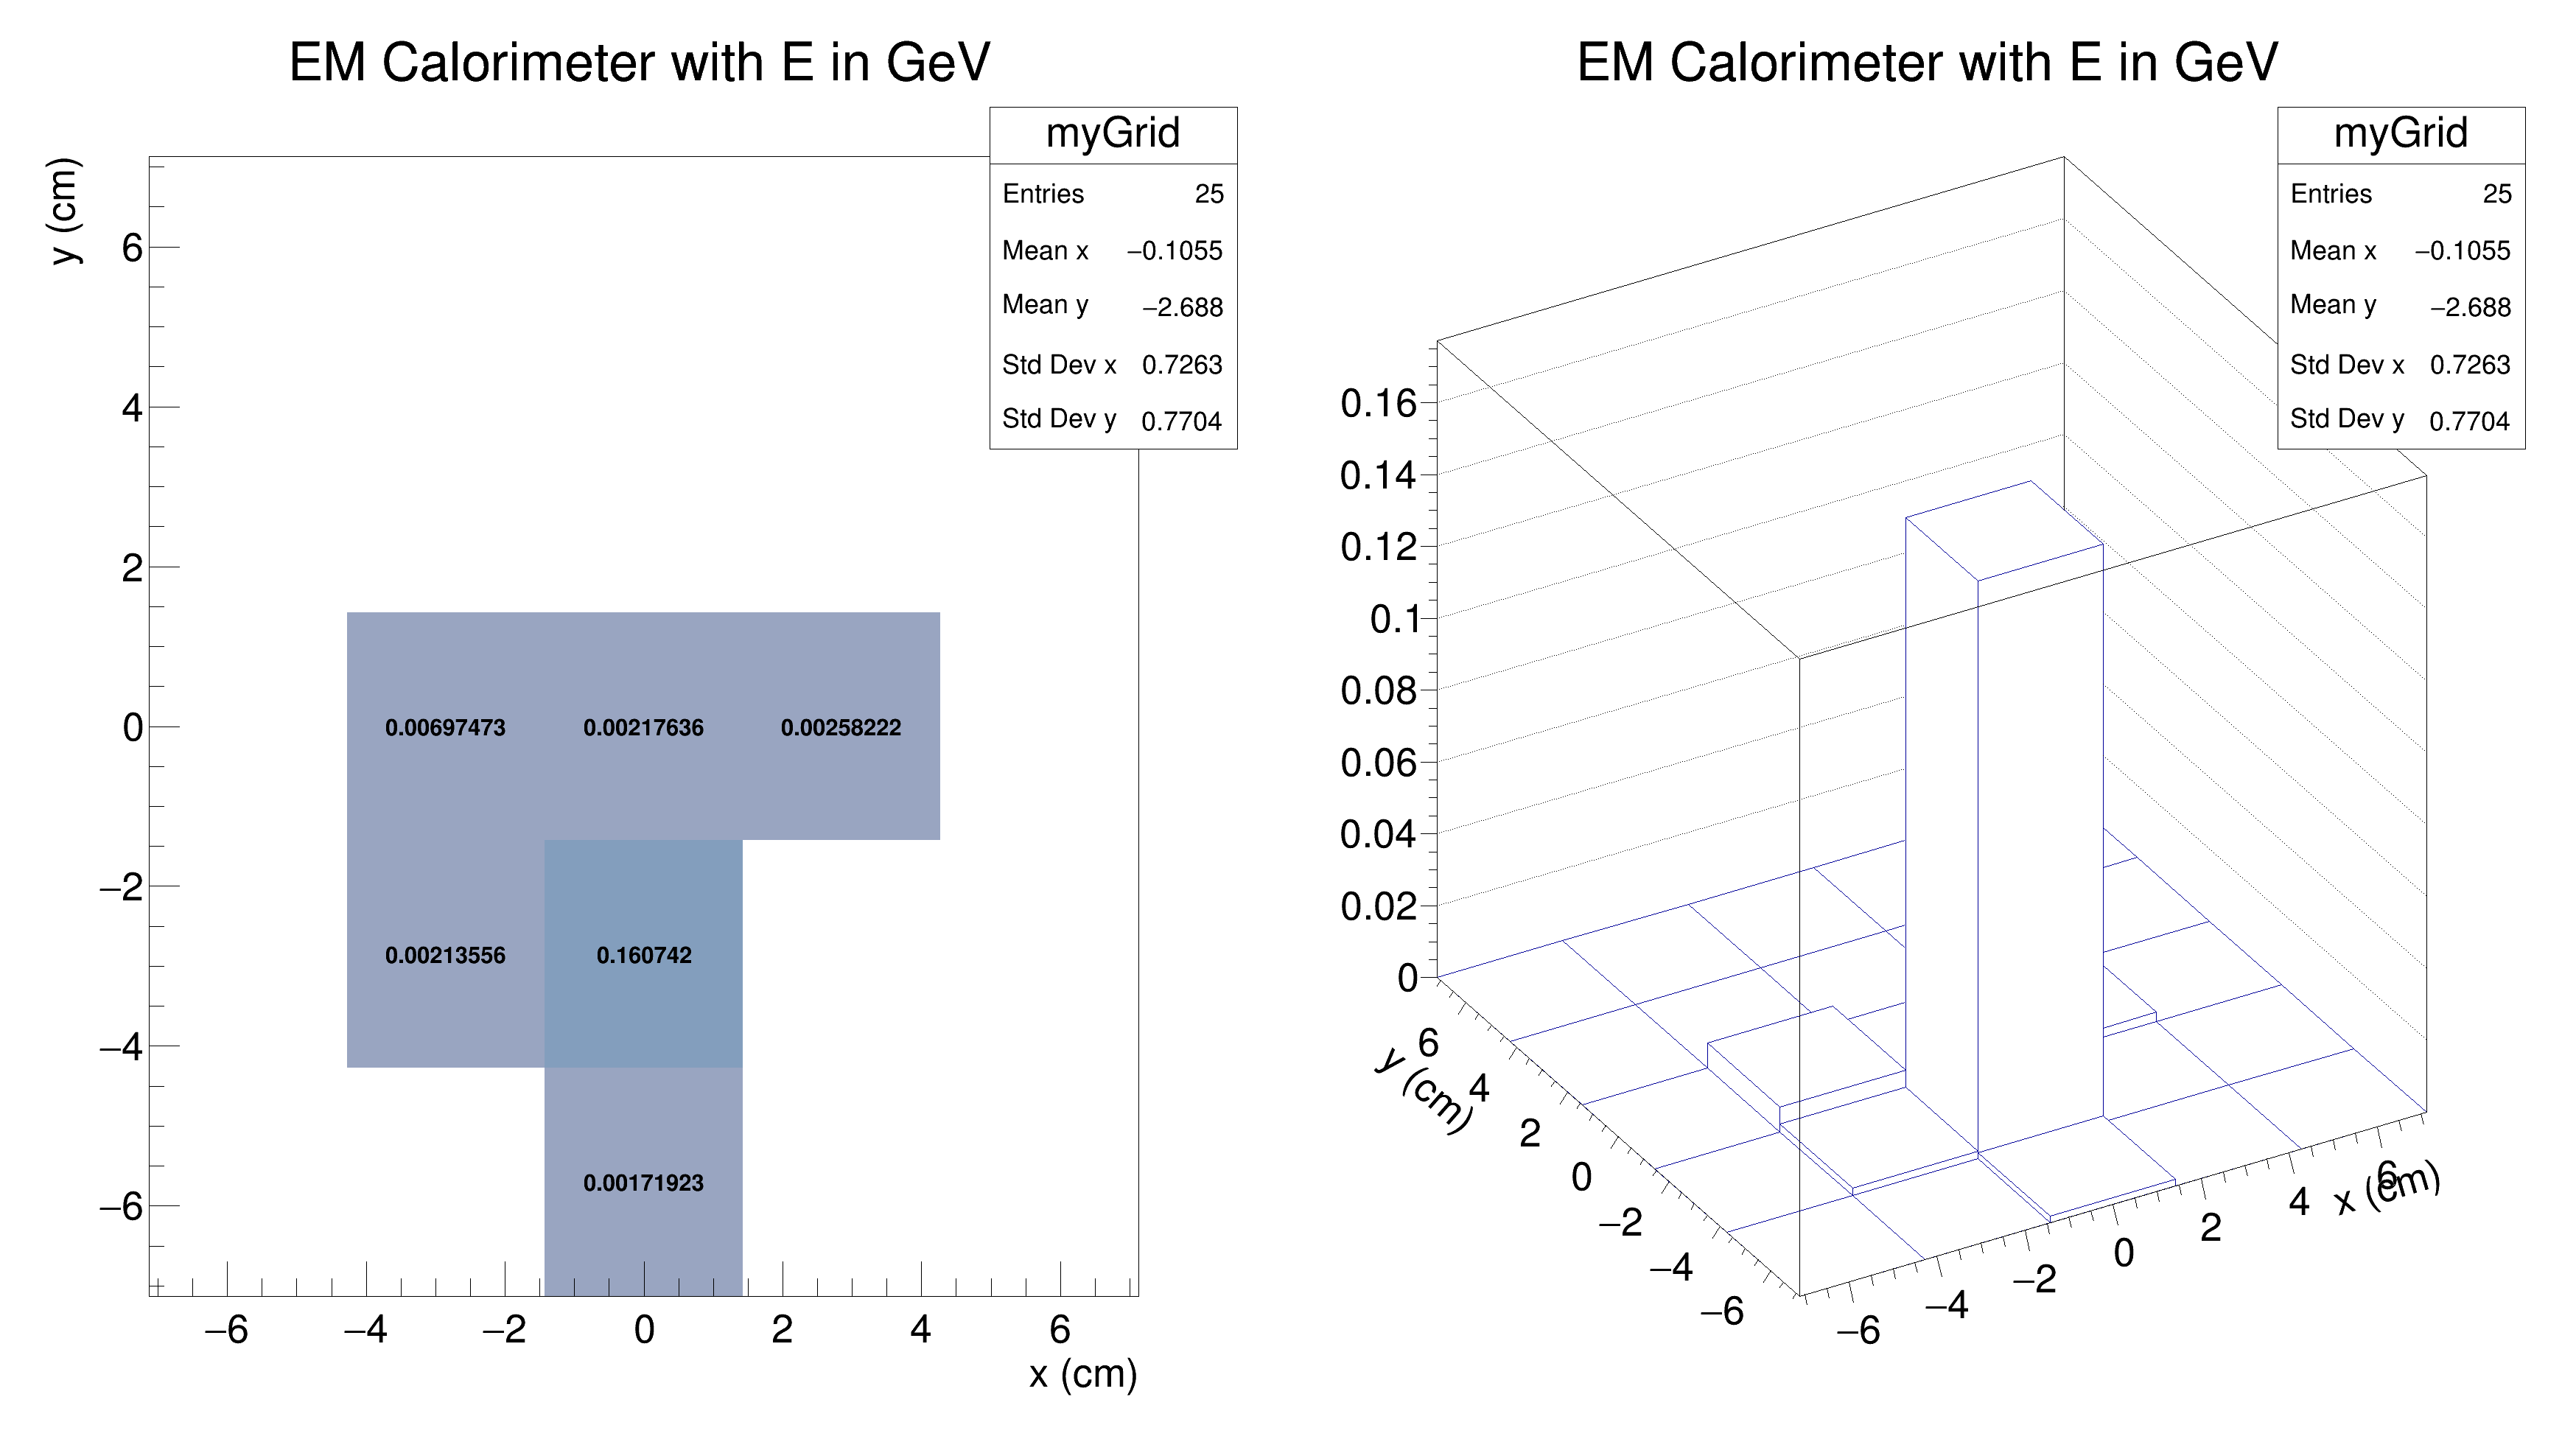 EM Calorimeter with E in GeV
myGrid
Entries 25
Mean x −0.1055
Mean y −2.688
Std Dev x 0.7263
Std Dev y 0.7704
y (cm)
6
4
2
0
−2
−4
−6
0.00697473 0.00217636 0.00258222
0.00213556 0.160742
0.00171923
−6 −4 −2 0 2 4 6
x (cm)
EM Calorimeter with E in GeV
myGrid
Entries 25
Mean x −0.1055
Mean y −2.688
Std Dev x 0.7263
Std Dev y 0.7704
0.16
0.14
0.12
0.1
0.08
0.06
0.04
0.02
0
y (cm)
6
4
2
0
−2
−4
−6
−6 −4 −2 0 2 4 6
x (cm)